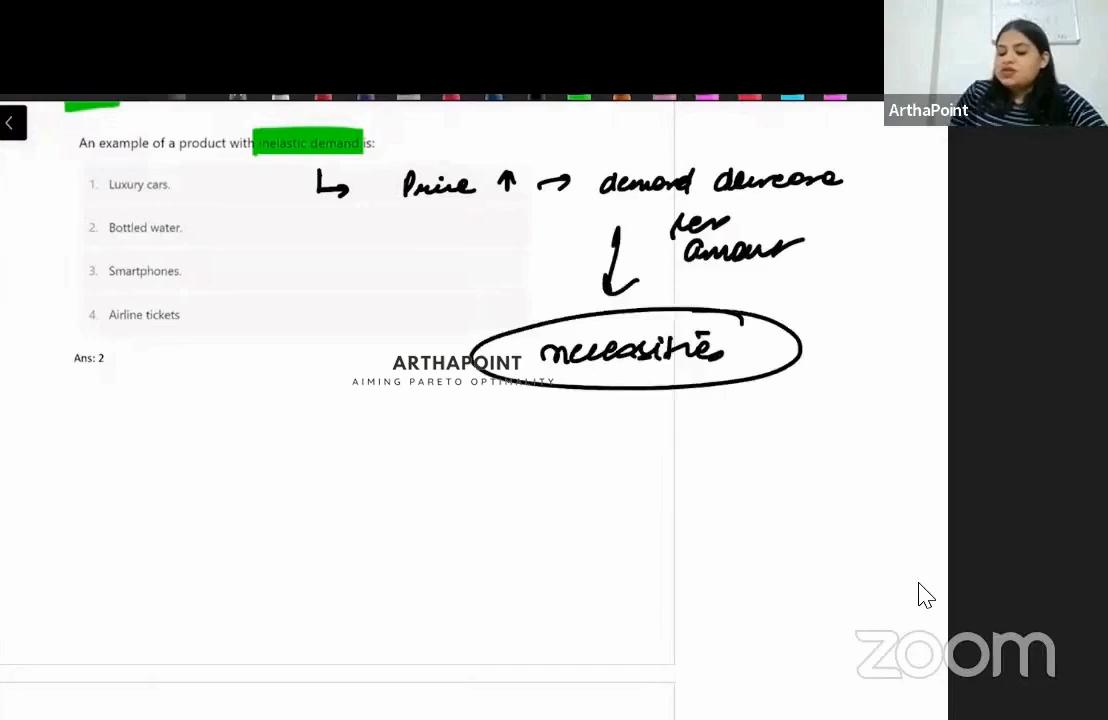 ArthaPoint
An example of a product with inelastic demand is:
Price ↑ → demand decrease
1. Luxury cars.
less
2. Bottled water.
amount
3. Smartphones.
4. Airline tickets
necessities
Ans: 2
ARTHAPOINT
AIMING PARETO OPTIMALITY
zoom